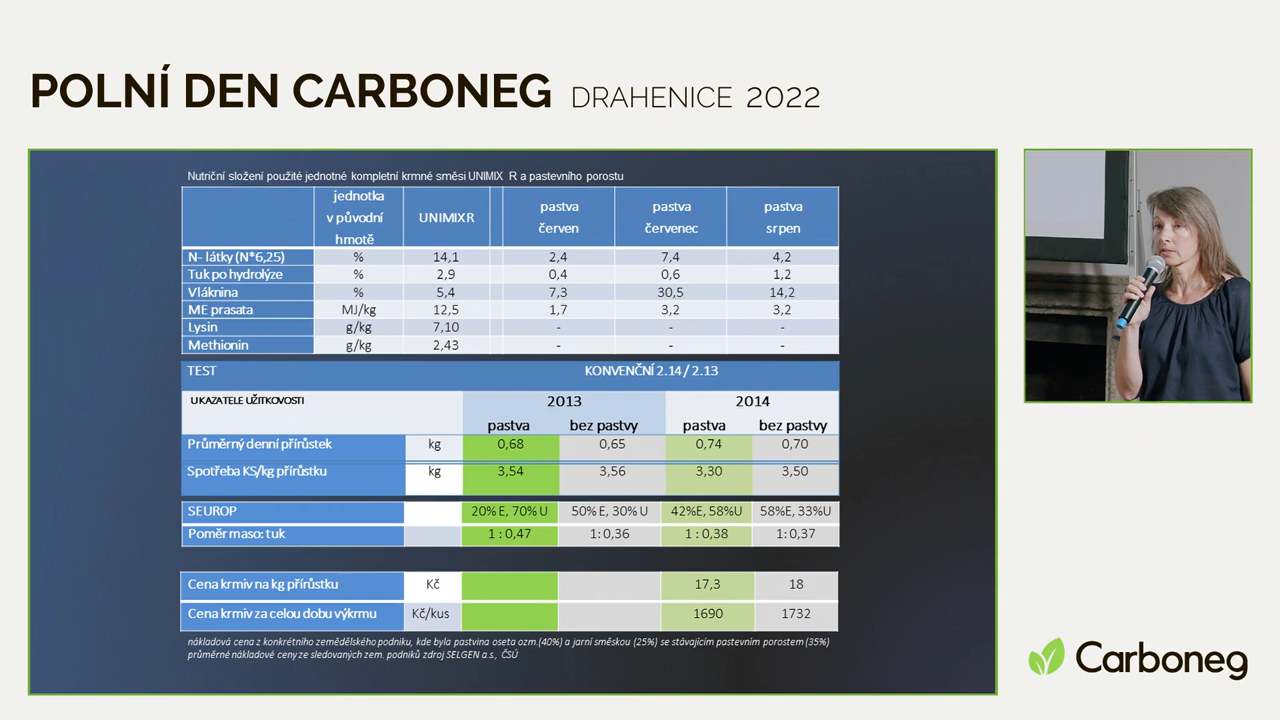 POLNÍ DEN CARBONEG DRAHENICE 2022
Nutriční složení použité jednotné kompletní krmné směsi UNIMIX R a pastevního porostu
jednotka v původní hmotě UNIMIXR pastva červen pastva červenec pastva srpen
N- látky (N*6,25) % 14,1 2,4 7,4 4,2
Tuk po hydrolýze % 2,9 0,4 0,6 1,2
Vláknina % 5,4 7,3 30,5 14,2
ME prasata MJ/kg 12,5 1,7 3,2 3,2
Lysin g/kg 7,10 - - -
Methionin g/kg 2,43 - - -
TEST KONVENČNÍ 2.14 / 2.13
UKAZATELE UŽITKOVOSTI 2013 2014
pastva bez pastvy pastva bez pastvy
Průměrný denní přírůstek kg 0,68 0,65 0,74 0,70
Spotřeba KS/kg přírůstku kg 3,54 3,56 3,30 3,50
SEUROP 20% E, 70% U 50% E, 30% U 42%E, 58%U 58%E, 33%U
Poměr maso: tuk 1 : 0,47 1: 0,36 1 : 0,38 1: 0,37
Cena krmiv na kg přírůstku Kč 17,3 18
Cena krmiv za celou dobu výkrmu Kč/kus 1690 1732
nákladová cena z konkrétního zemědělského podniku, kde byla pastvina oseta ozm.(40%) a jarní směskou (25%) se stávajícím pastevním porostem (35%)
průměrné nákladové ceny ze sledovaných zem. podniků zdroj SELGEN a.s., ČSÚ
Carboneg